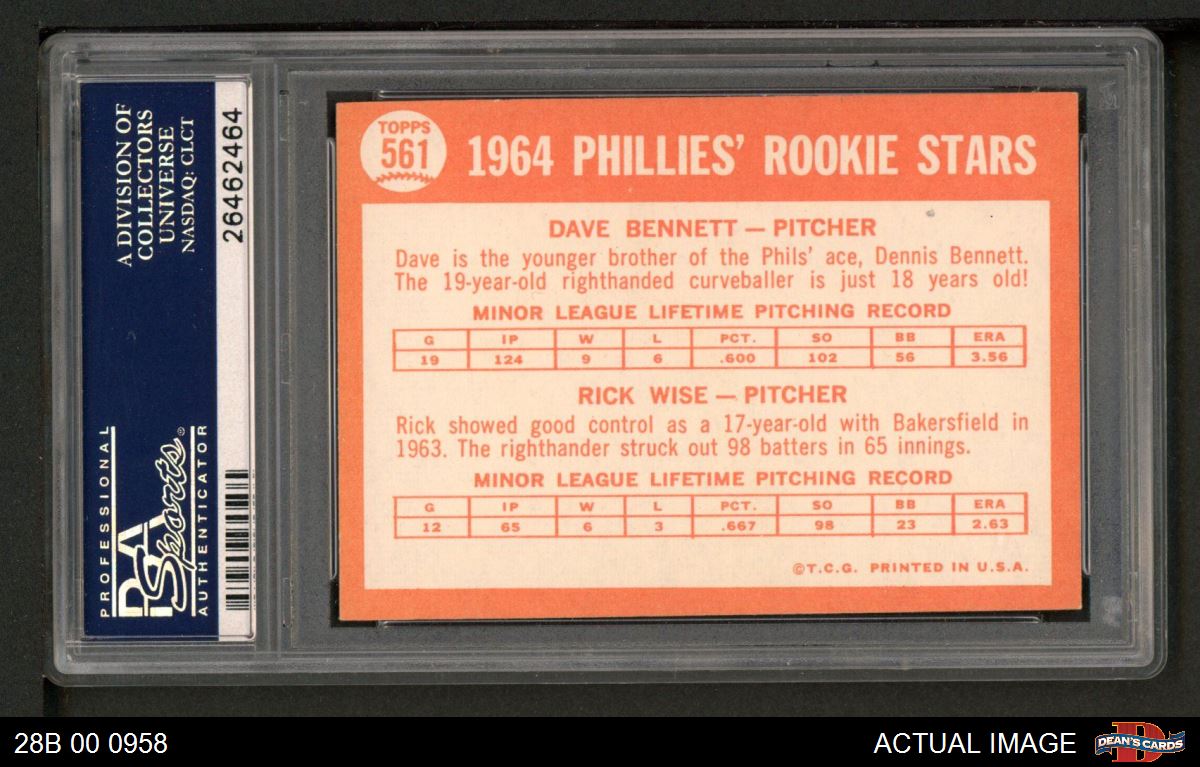 A DIVISION OF
COLLECTORS
UNIVERSE
NASDAQ: CLCT
26462464
PROFESSIONAL
PSA
Sports®
AUTHENTICATOR
TOPPS
561
1964 PHILLIES' ROOKIE STARS
DAVE BENNETT — PITCHER
Dave is the younger brother of the Phils' ace, Dennis Bennett.
The 19-year-old righthanded curveballer is just 18 years old!
MINOR LEAGUE LIFETIME PITCHING RECORD
G IP W L PCT. SO BB ERA
19 124 9 6 .600 102 56 3.56
RICK WISE — PITCHER
Rick showed good control as a 17-year-old with Bakersfield in
1963. The righthander struck out 98 batters in 65 innings.
MINOR LEAGUE LIFETIME PITCHING RECORD
G IP W L PCT. SO BB ERA
12 65 6 3 .667 98 23 2.63
©T.C.G. PRINTED IN U.S.A.
28B 00 0958
ACTUAL IMAGE
D
DEAN'S CARDS